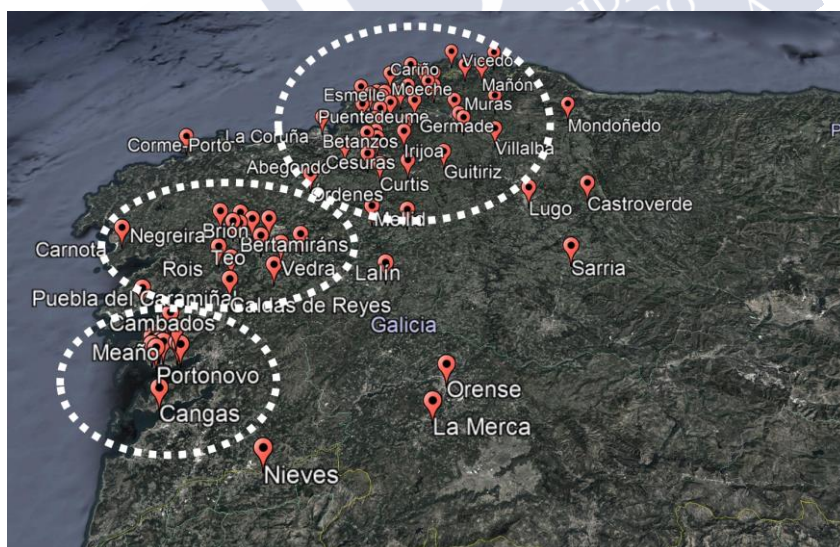 Vicedo
Cariño
Mañón
Esmelle
Moeche
Muras
Puentedeume
Mondoñedo
Germade
La Coruña
Corme-Porto
Betanzos
Irijoa
Villalba
Cesuras
Guitiriz
Abegondo
Curtis
Ordenes
Lugo
Castroverde
Mellid
Negreira
Brión
Carnota
Bertamiráns
Teo
Sarria
Rois
Vedra
Lalín
Puebla del Caramiñal
Caldas de Reyes
Cambados
Galicia
Meaño
Portonovo
Orense
Cangas
La Merca
Nieves